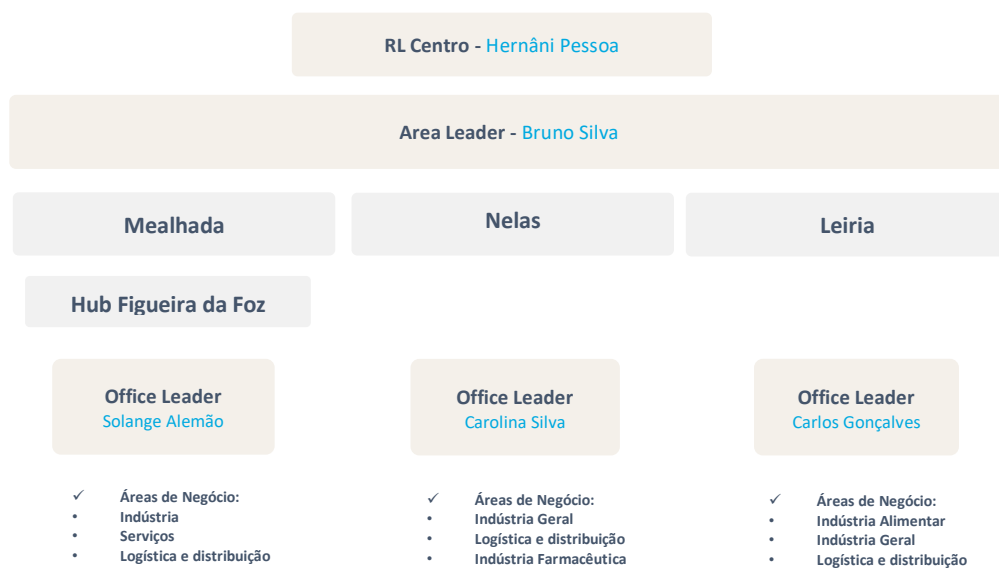 RL Centro - Hernâni Pessoa
Area Leader - Bruno Silva
Mealhada
Nelas
Leiria
Hub Figueira da Foz
Office Leader
Solange Alemão
Office Leader
Carolina Silva
Office Leader
Carlos Gonçalves
✓ Áreas de Negócio:
• Indústria
• Serviços
• Logística e distribuição
✓ Áreas de Negócio:
• Indústria Geral
• Logística e distribuição
• Indústria Farmacêutica
✓ Áreas de Negócio:
• Indústria Alimentar
• Indústria Geral
• Logística e distribuição